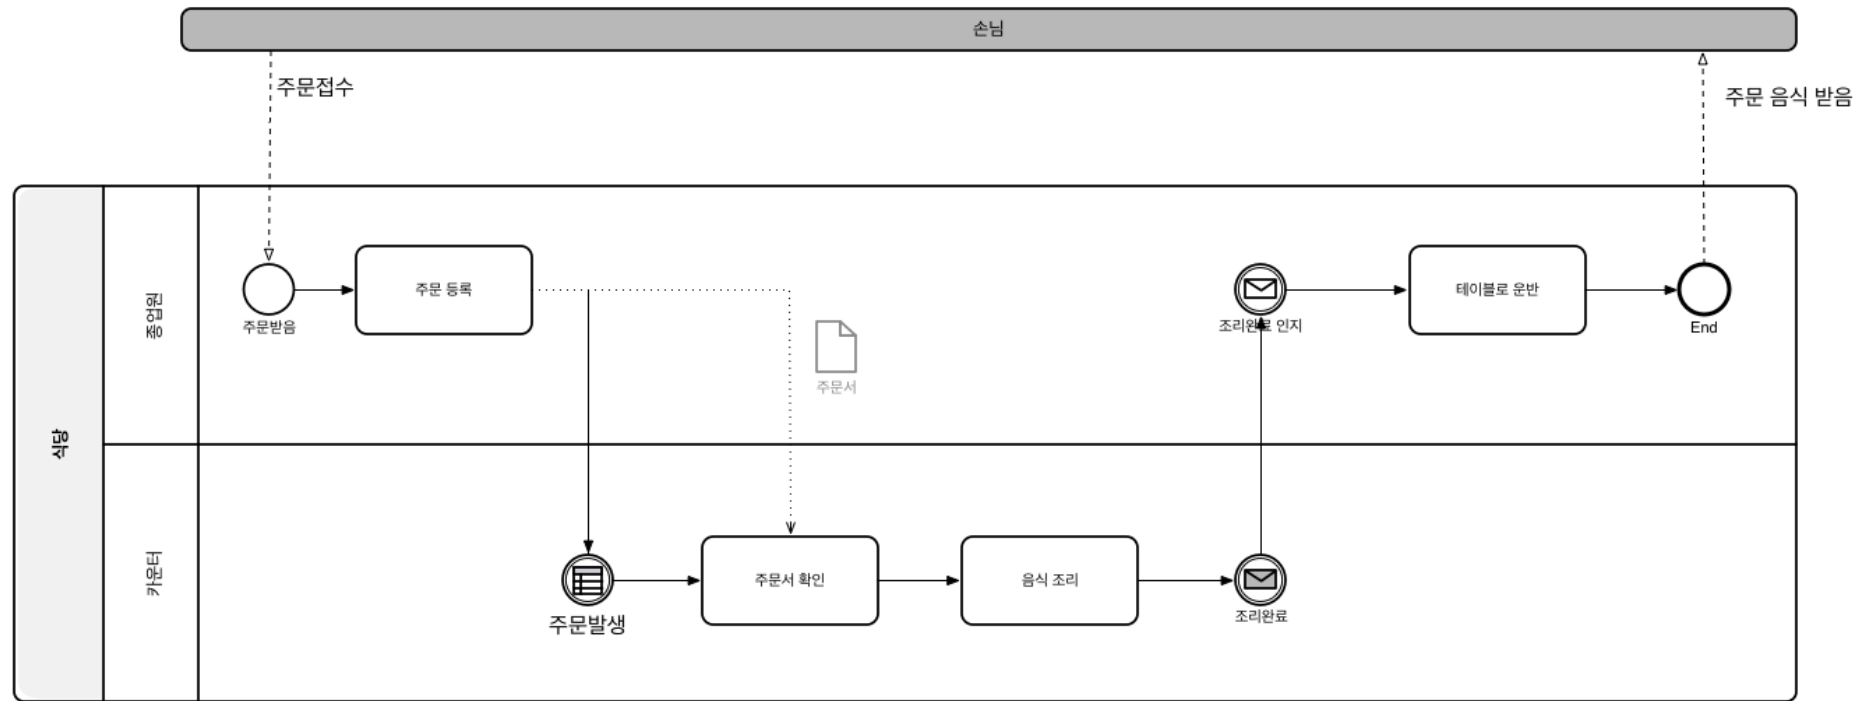 손님
주문접수
주문 음식 받음
식당
종업원
주문받음
주문 등록
주문서
조리완료 인지
테이블로 운반
End
카운터
주문발생
주문서 확인
음식 조리
조리완료